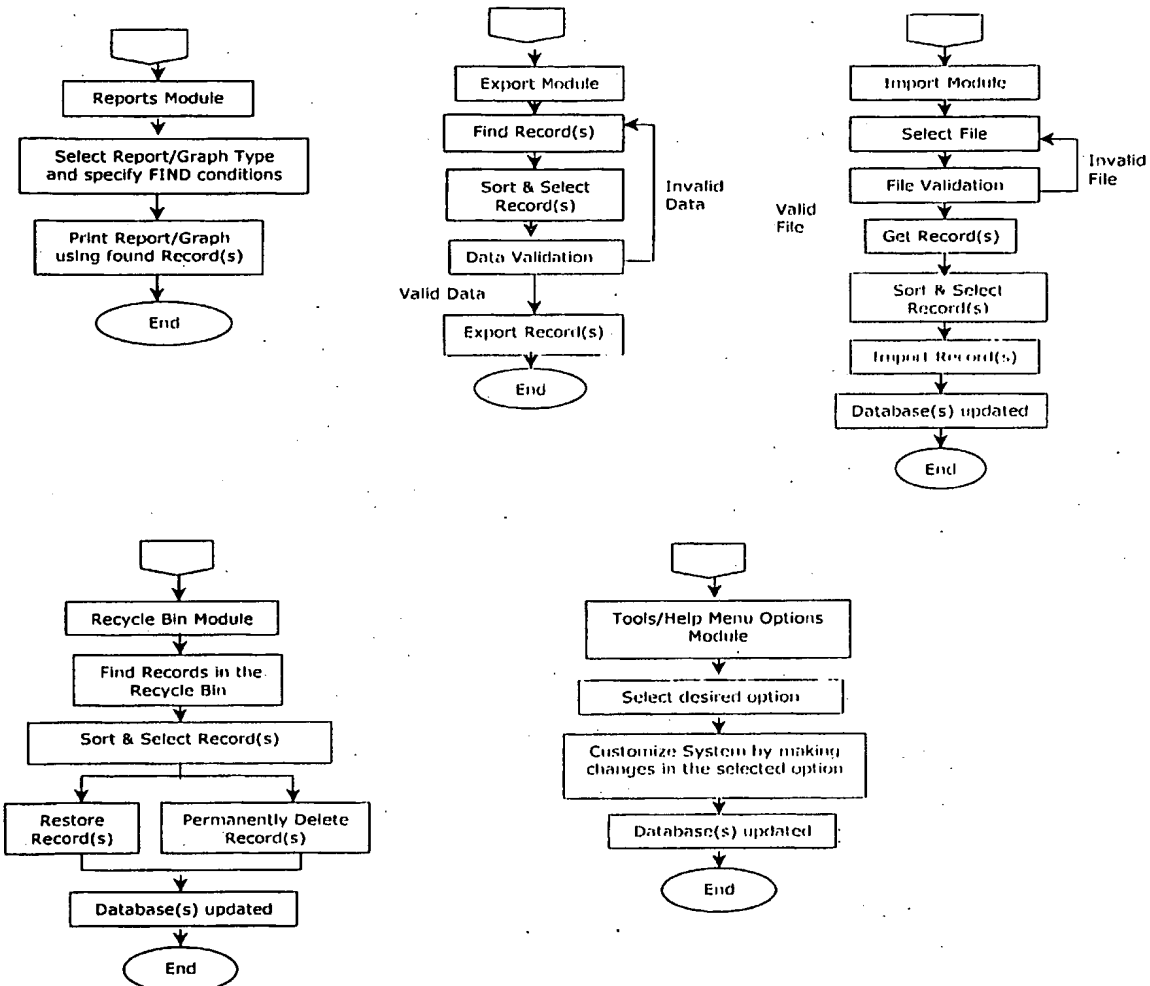 Reports Module
Select Report/Graph Type
and specify FIND conditions
Print Report/Graph
using found Record(s)
End
Export Module
Find Record(s)
Sort & Select
Record(s)
Invalid
Data
Data Validation
Valid Data
Export Record(s)
End
Import Module
Select File
Invalid
File
File Validation
Valid
File
Get Record(s)
Sort & Select
Record(s)
Import Record(s)
Database(s) updated
End
Recycle Bin Module
Find Records in the
Recycle Bin
Sort & Select Record(s)
Restore
Record(s)
Permanently Delete
Record(s)
Database(s) updated
End
Tools/Help Menu Options
Module
Select desired option
Customize System by making
changes in the selected option
Database(s) updated
End